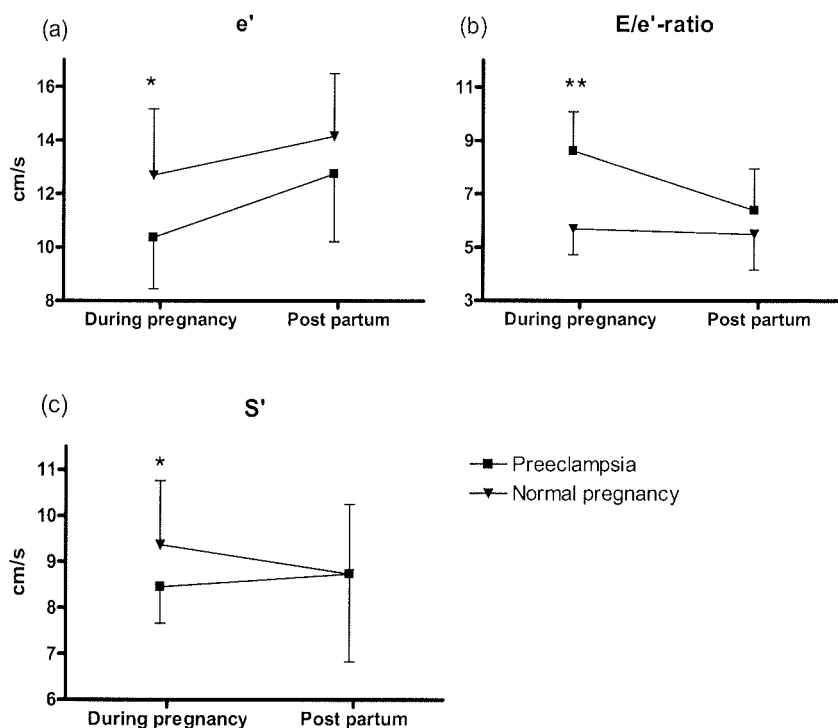 (a)
e'
*
16
14
12
10
8
cm/s
During pregnancy
Post partum
(b)
E/e'-ratio
**
11
9
7
5
3
During pregnancy
Post partum
(c)
S'
*
11
10
9
8
7
6
cm/s
During pregnancy
Post partum
Preeclampsia
Normal pregnancy